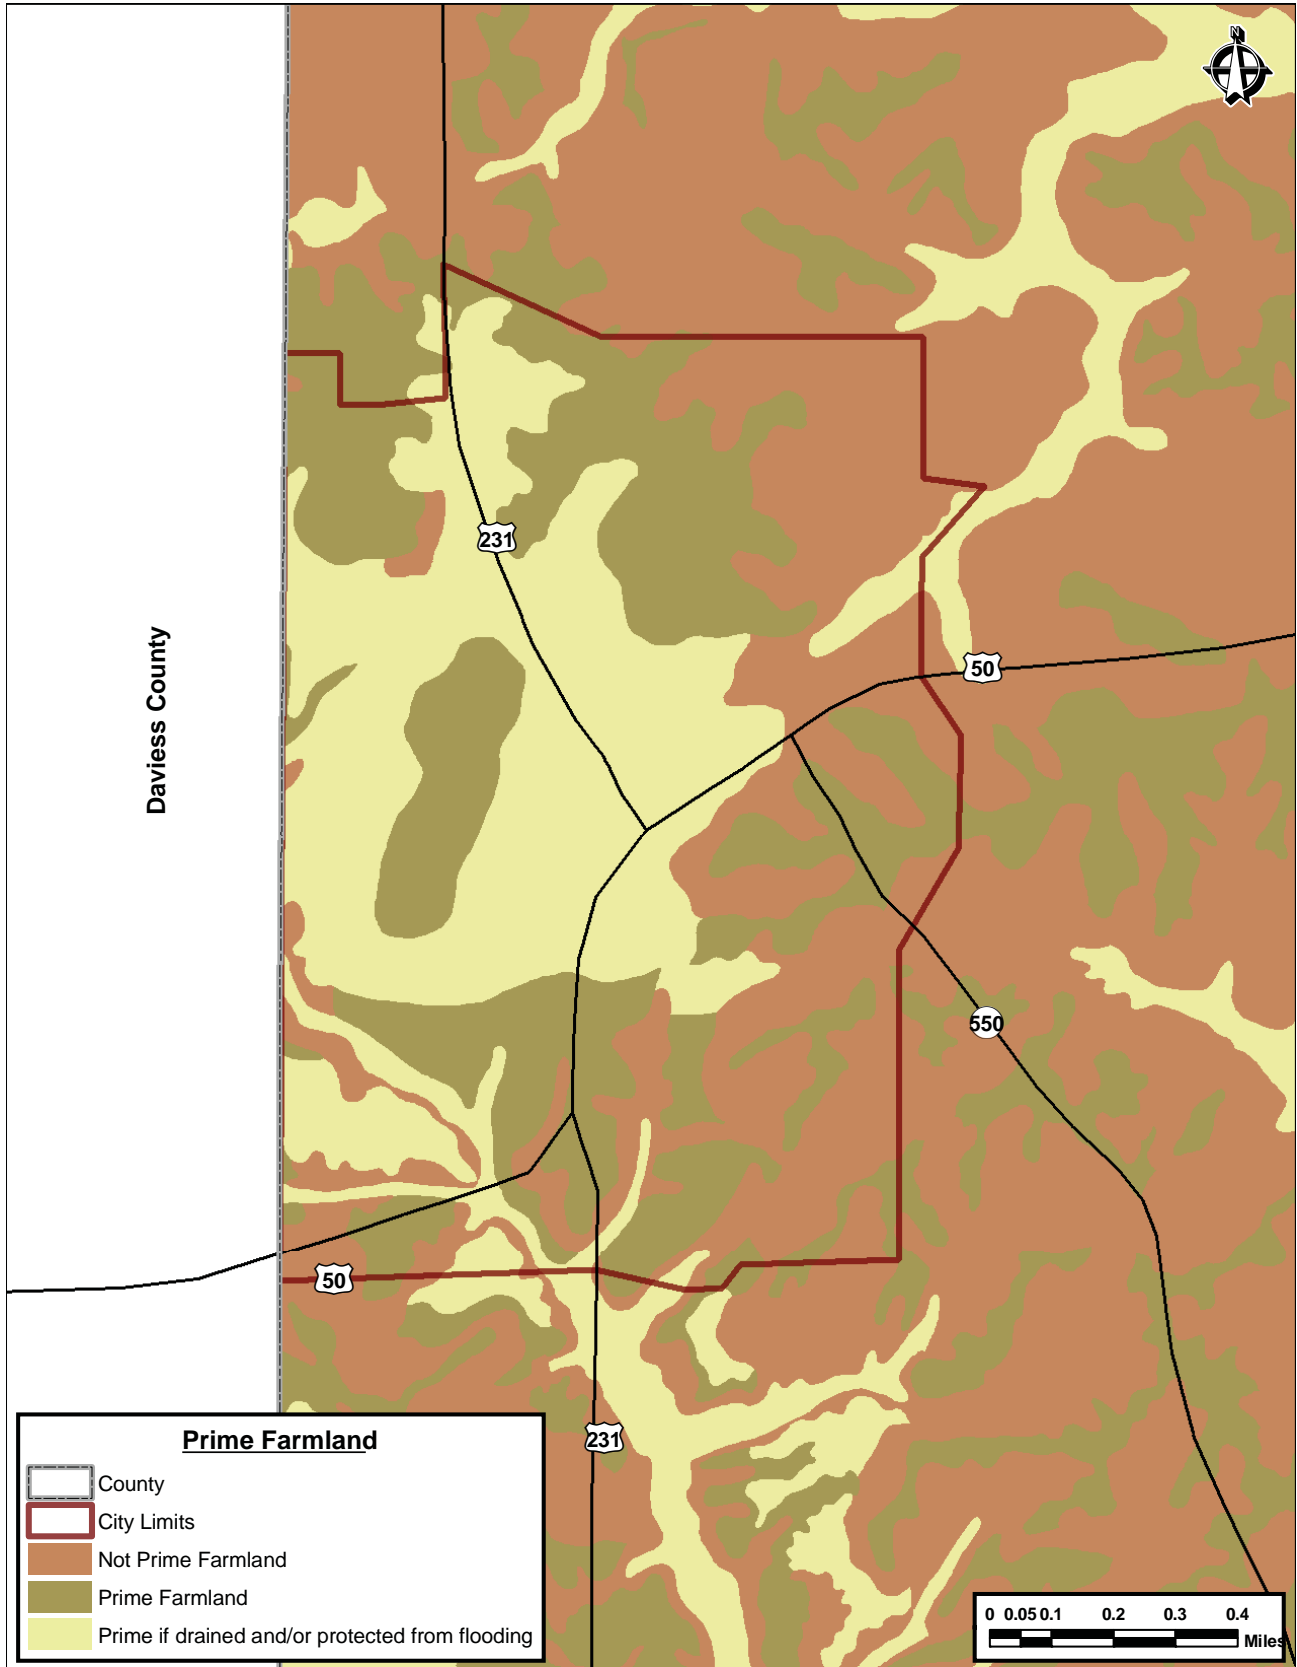 N
231
50
Daviess County
550
50
231
Prime Farmland
County
City Limits
Not Prime Farmland
Prime Farmland
Prime if drained and/or protected from flooding
0 0.05 0.1 0.2 0.3 0.4
Miles